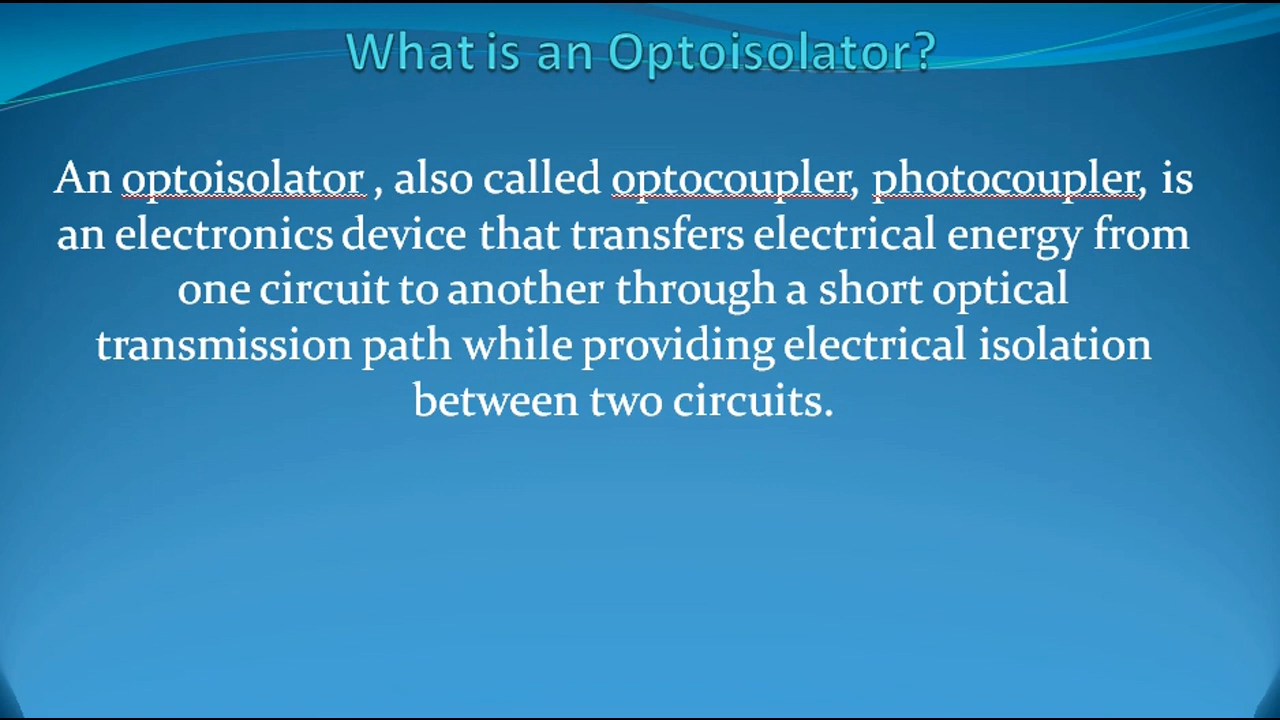 What is an Optoisolator?
An optoisolator , also called optocoupler, photocoupler, is
an electronics device that transfers electrical energy from
one circuit to another through a short optical
transmission path while providing electrical isolation
between two circuits.